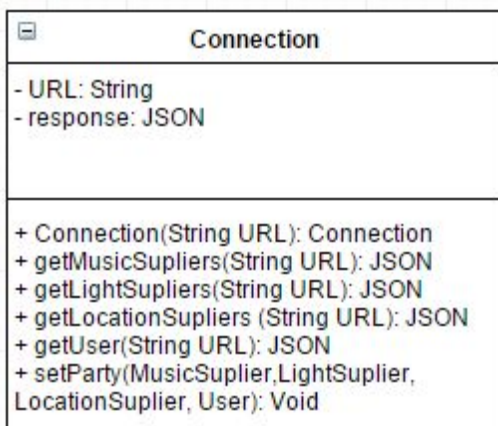 Connection
- URL: String
- response: JSON
+ Connection(String URL): Connection
+ getMusicSupliers(String URL): JSON
+ getLightSupliers(String URL): JSON
+ getLocationSupliers (String URL): JSON
+ getUser(String URL): JSON
+ setParty(MusicSuplier,LightSuplier,
LocationSuplier, User): Void